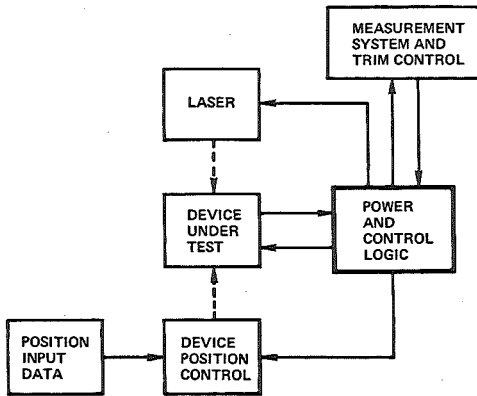 MEASUREMENT
SYSTEM AND
TRIM CONTROL
LASER
DEVICE
UNDER
TEST
POWER
AND
CONTROL
LOGIC
POSITION
INPUT
DATA
DEVICE
POSITION
CONTROL